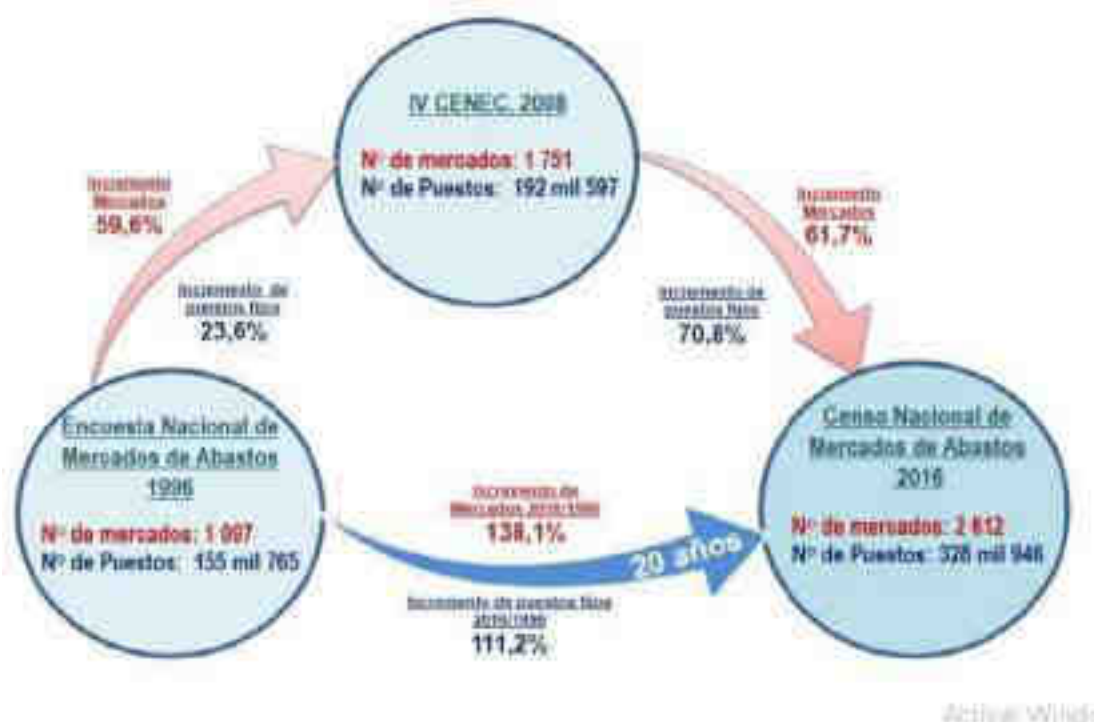 IV CENEC, 2008
Nº de mercados: 1 751
Nº de Puestos: 192 mil 597
Incremento
Mercados
59,6%
Incremento de
puestos fijos
23,6%
Incremento
Mercados
61,7%
Incremento de
puestos fijos
70,8%
Encuesta Nacional de
Mercados de Abastos
1996
Nº de mercados: 1 097
Nº de Puestos: 155 mil 765
Incremento de
Mercados 2016/1996
138,1%
20 años
Incremento de puestos fijos
2016/1996
111,2%
Censo Nacional de
Mercados de Abastos
2016
Nº de mercados: 2 612
Nº de Puestos: 328 mil 946